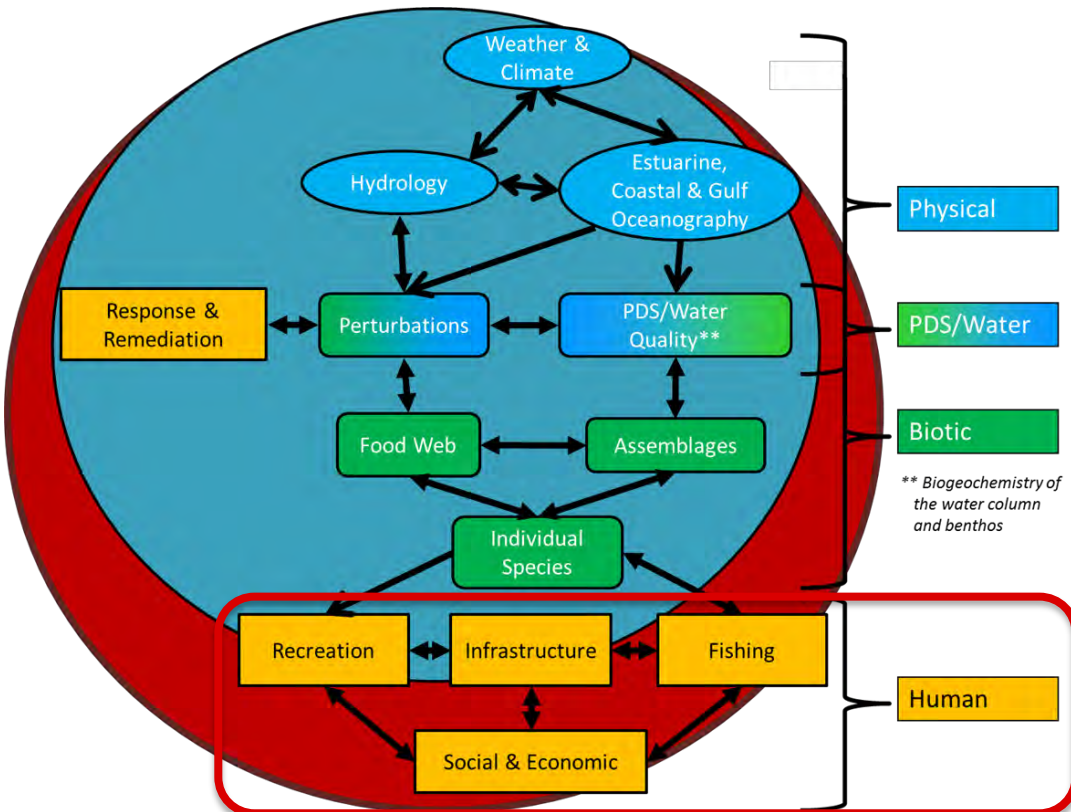 Weather &
Climate
Hydrology
Estuarine,
Coastal & Gulf
Oceanography
Physical
Response &
Remediation
Perturbations
PDS/Water
Quality**
PDS/Water
Food Web
Assemblages
Biotic
** Biogeochemistry of
the water column
and benthos
Individual
Species
Recreation
Infrastructure
Fishing
Human
Social & Economic